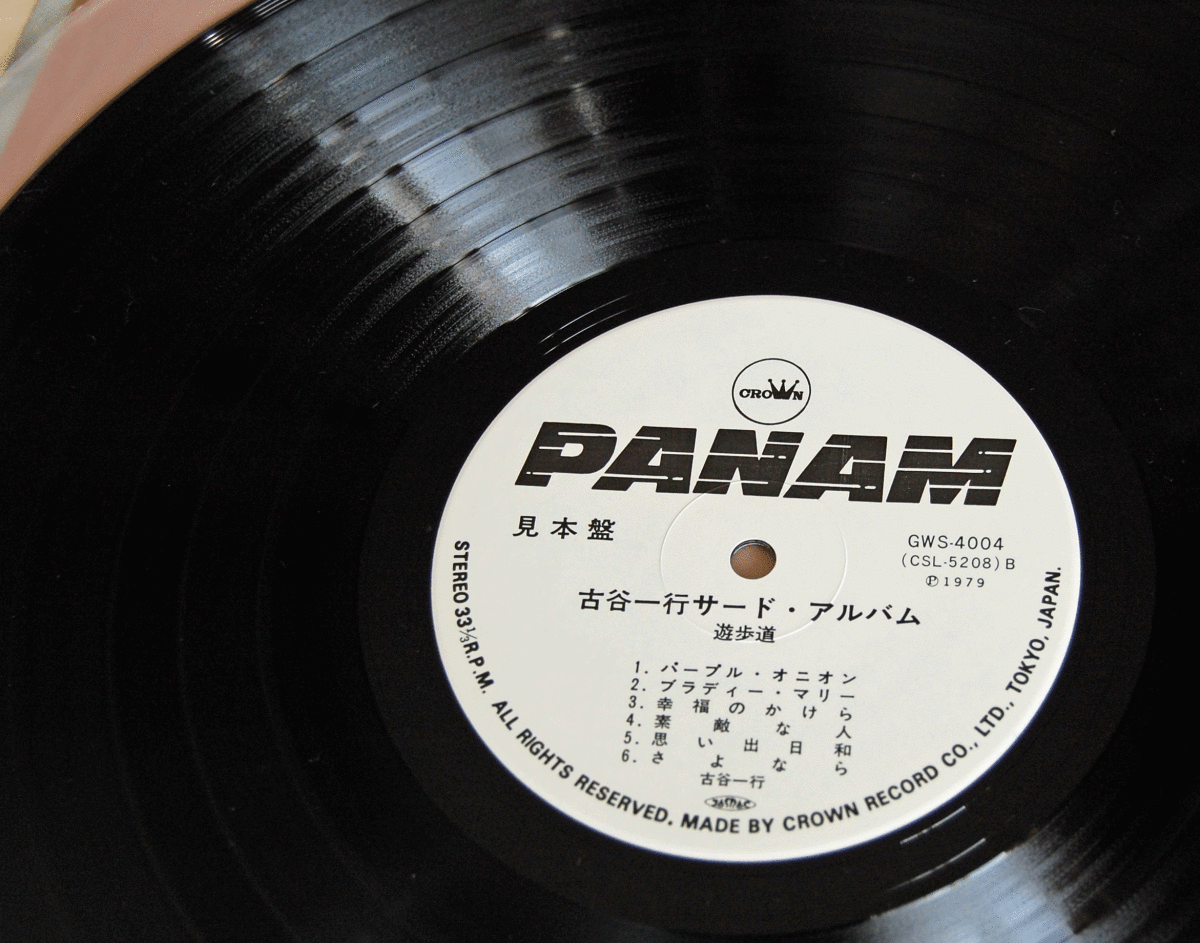 CROWN
PANAM
見本盤
GWS-4004
(CSL-5208) B
Ⓟ1979
古谷一行サード・アルバム
遊歩道
1. パープル・オニオン
2. ブラディー・マリー
3. 幸福のかけら
4. 素敵な人
5. 思い出日和
6. さよなら
古谷一行
JASRAC
STEREO 33⅓ R.P.M. ALL RIGHTS RESERVED. MADE BY CROWN RECORD CO., LTD., TOKYO, JAPAN.